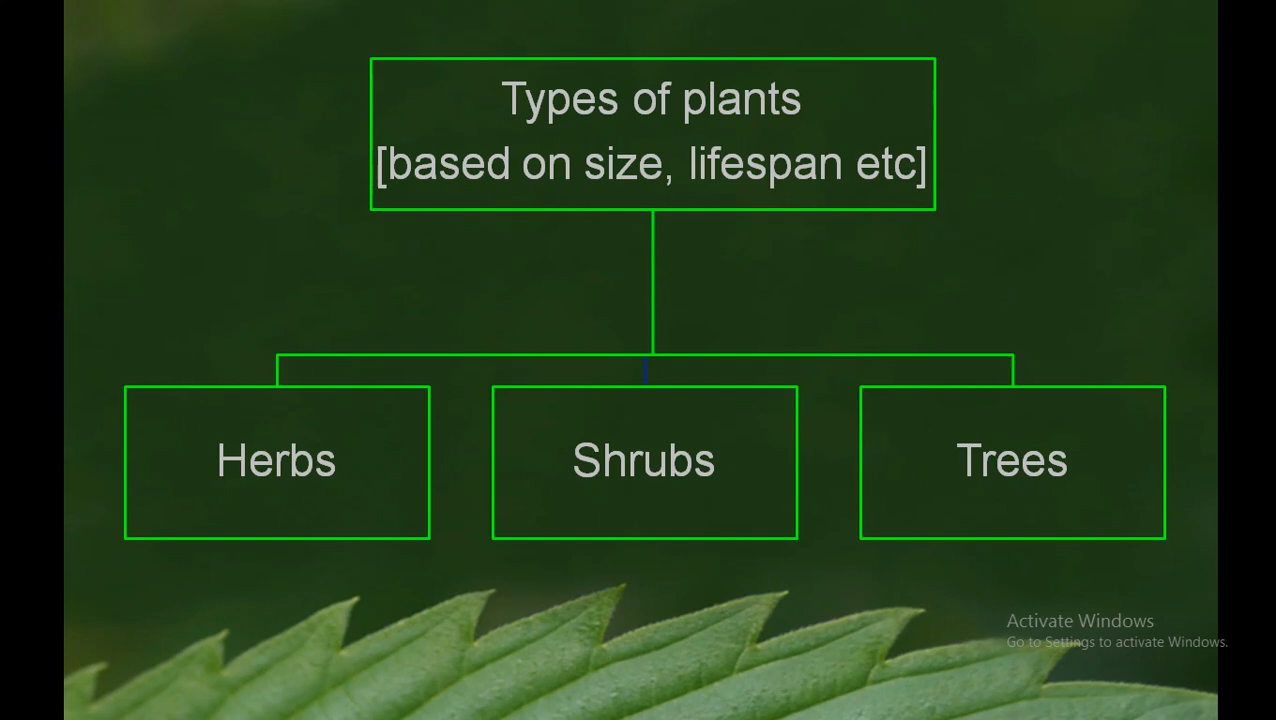 Types of plants
[based on size, lifespan etc]
Herbs
Shrubs
Trees
Activate Windows
Go to Settings to activate Windows.